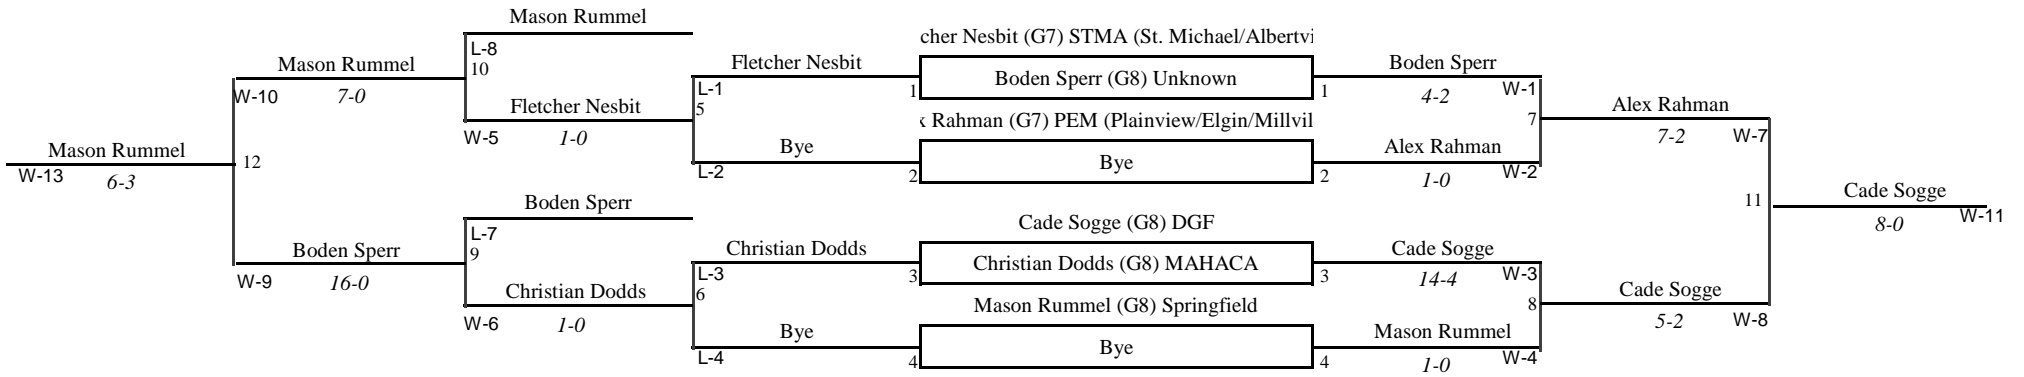 Mason Rummel
L-8
10
Mason Rummel
W-10
7-0
Fletcher Nesbit
W-5
1-0
Mason Rummel
W-13
6-3
12
Boden Sperr
L-7
9
Boden Sperr
W-9
16-0
Christian Dodds
W-6
1-0
Fletcher Nesbit
L-1
5
Bye
L-2
Christian Dodds
L-3
6
Bye
L-4
cher Nesbit (G7) STMA (St. Michael/Albertvi
1 Boden Sperr (G8) Unknown 1
x Rahman (G7) PEM (Plainview/Elgin/Millvil
2 Bye 2
Cade Sogge (G8) DGF
3 Christian Dodds (G8) MAHACA 3
Mason Rummel (G8) Springfield
4 Bye 4
Boden Sperr
4-2
W-1
7
Alex Rahman
1-0
W-2
Cade Sogge
14-4
W-3
8
Mason Rummel
1-0
W-4
Alex Rahman
7-2
W-7
11
Cade Sogge
5-2
W-8
Cade Sogge
8-0
W-11